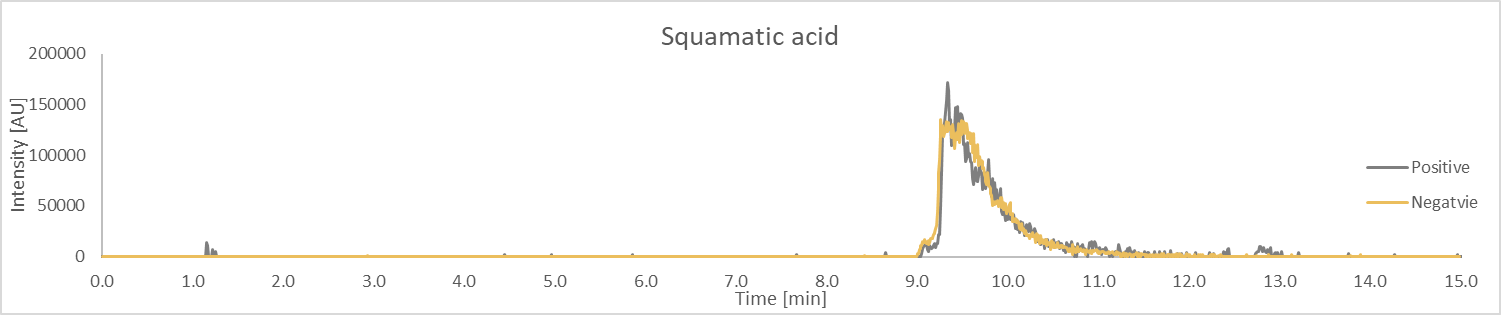 Squamatic acid
200000
150000
100000
50000
0
Intensity [AU]
0.0 1.0 2.0 3.0 4.0 5.0 6.0 7.0 8.0 9.0 10.0 11.0 12.0 13.0 14.0 15.0
Time [min]
Positive
Negatvie